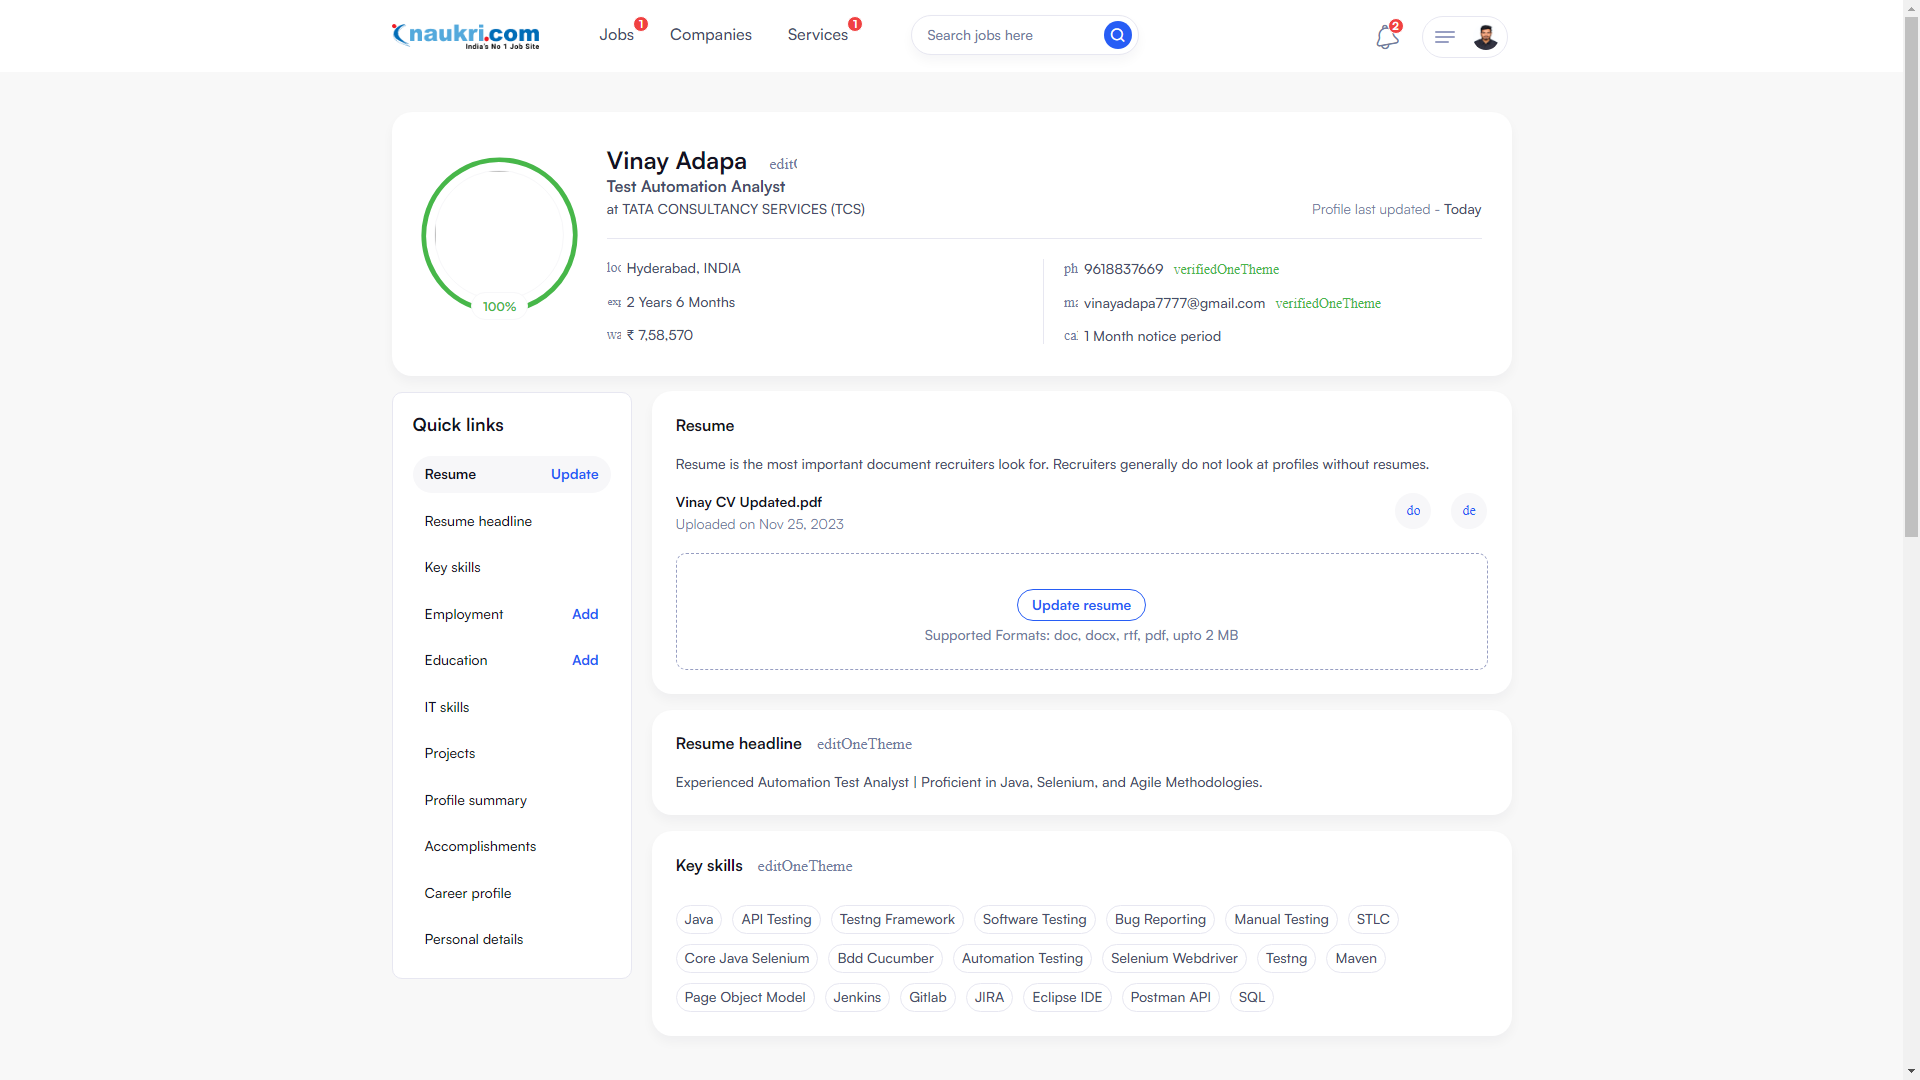 naukri.com
India's No 1 Job Site
Jobs 1
Companies
Services 1
Search jobs here
2
Vinay Adapa
Test Automation Analyst
at TATA CONSULTANCY SERVICES (TCS)
Profile last updated - Today
100%
Hyderabad, INDIA
2 Years 6 Months
₹ 7,58,570
ph 9618837669 verifiedOneTheme
vinayadapa7777@gmail.com verifiedOneTheme
ca 1 Month notice period
Quick links
Resume Update
Resume headline
Key skills
Employment Add
Education Add
IT skills
Projects
Profile summary
Accomplishments
Career profile
Personal details
Resume
Resume is the most important document recruiters look for. Recruiters generally do not look at profiles without resumes.
Vinay CV Updated.pdf
Uploaded on Nov 25, 2023
do de
Update resume
Supported Formats: doc, docx, rtf, pdf, upto 2 MB
Resume headline editOneTheme
Experienced Automation Test Analyst | Proficient in Java, Selenium, and Agile Methodologies.
Key skills editOneTheme
Java API Testing Testng Framework Software Testing Bug Reporting Manual Testing STLC
Core Java Selenium Bdd Cucumber Automation Testing Selenium Webdriver Testng Maven
Page Object Model Jenkins Gitlab JIRA Eclipse IDE Postman API SQL